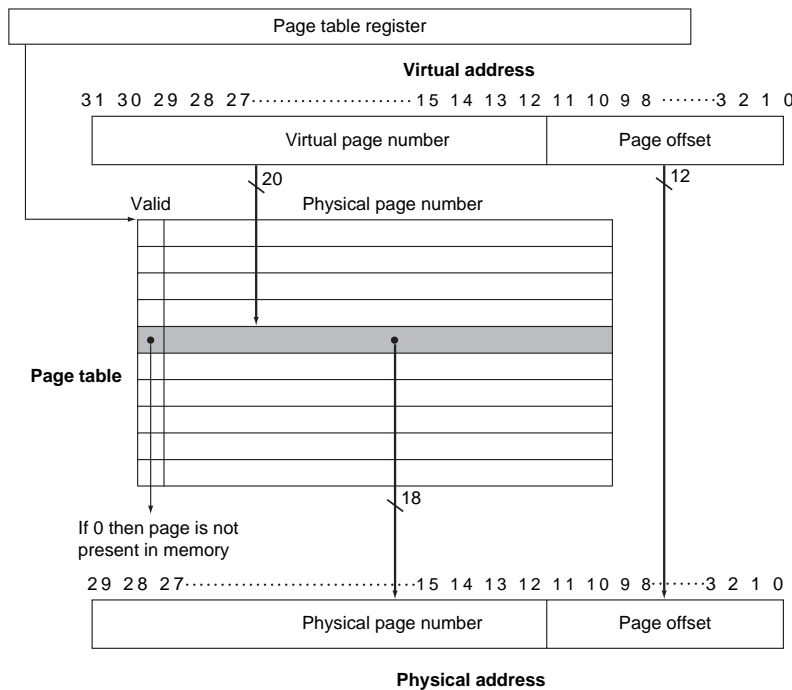 Page table register
Virtual address
31 30 29 28 27····················15 14 13 12 11 10 9 8 ·······3 2 1 0
Virtual page number Page offset
20 12
Valid Physical page number
Page table
18
If 0 then page is not
present in memory
29 28 27····························15 14 13 12 11 10 9 8·······3 2 1 0
Physical page number Page offset
Physical address